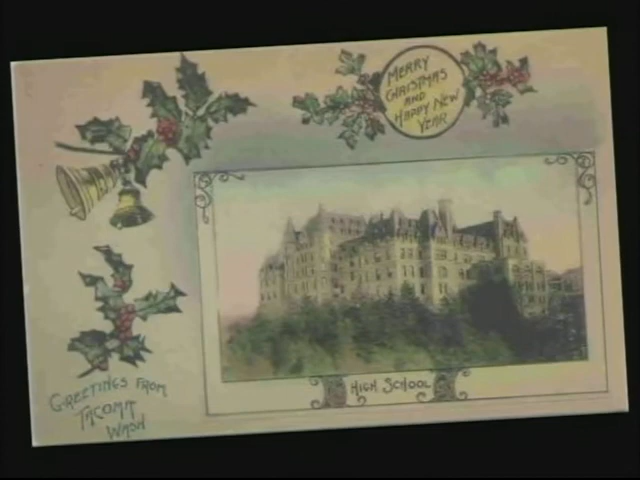 MERRY
CHRISTMAS
AND
HAPPY NEW
YEAR
HIGH SCHOOL
GREETINGS FROM
TACOMA
WASH